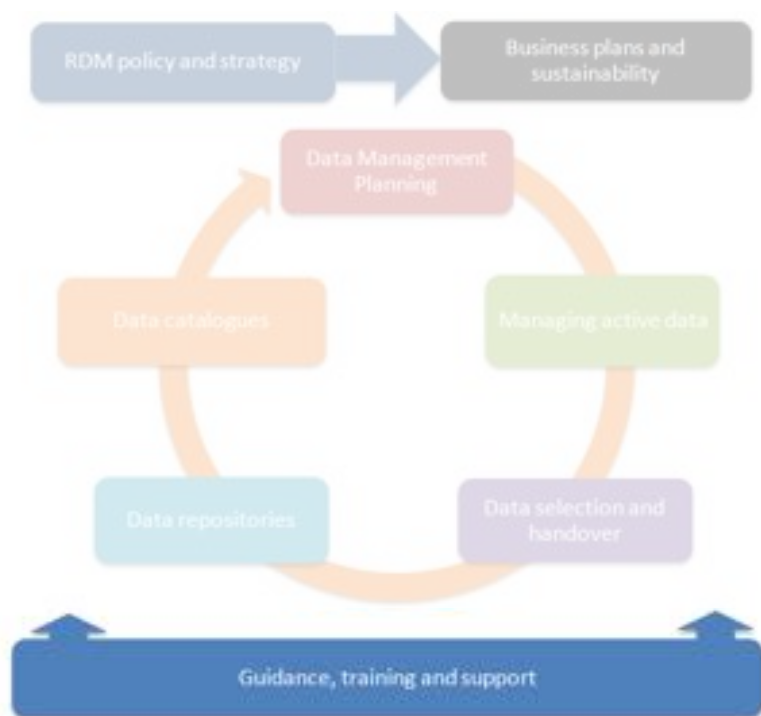 RDM policy and strategy
Business plans and
sustainability
Data Management
Planning
Data catalogues
Managing active data
Data repositories
Data selection and
handover
Guidance, training and support